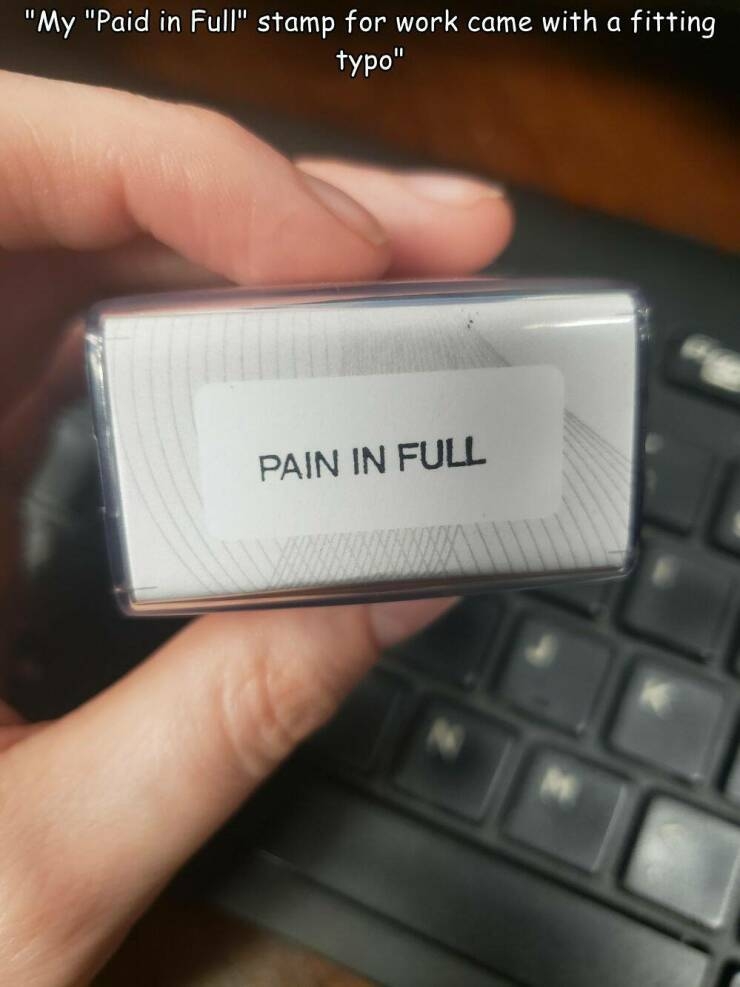 "My "Paid in Full" stamp for work came with a fitting
typo"
PAIN IN FULL
J
K
N
M